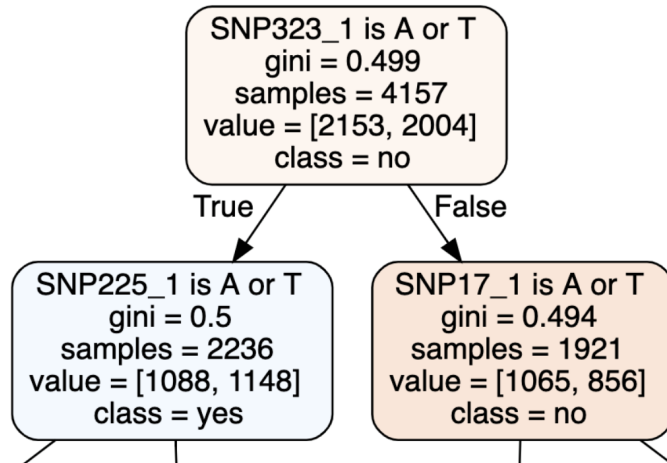 SNP323_1 is A or T
gini = 0.499
samples = 4157
value = [2153, 2004]
class = no
True
False
SNP225_1 is A or T
gini = 0.5
samples = 2236
value = [1088, 1148]
class = yes
SNP17_1 is A or T
gini = 0.494
samples = 1921
value = [1065, 856]
class = no